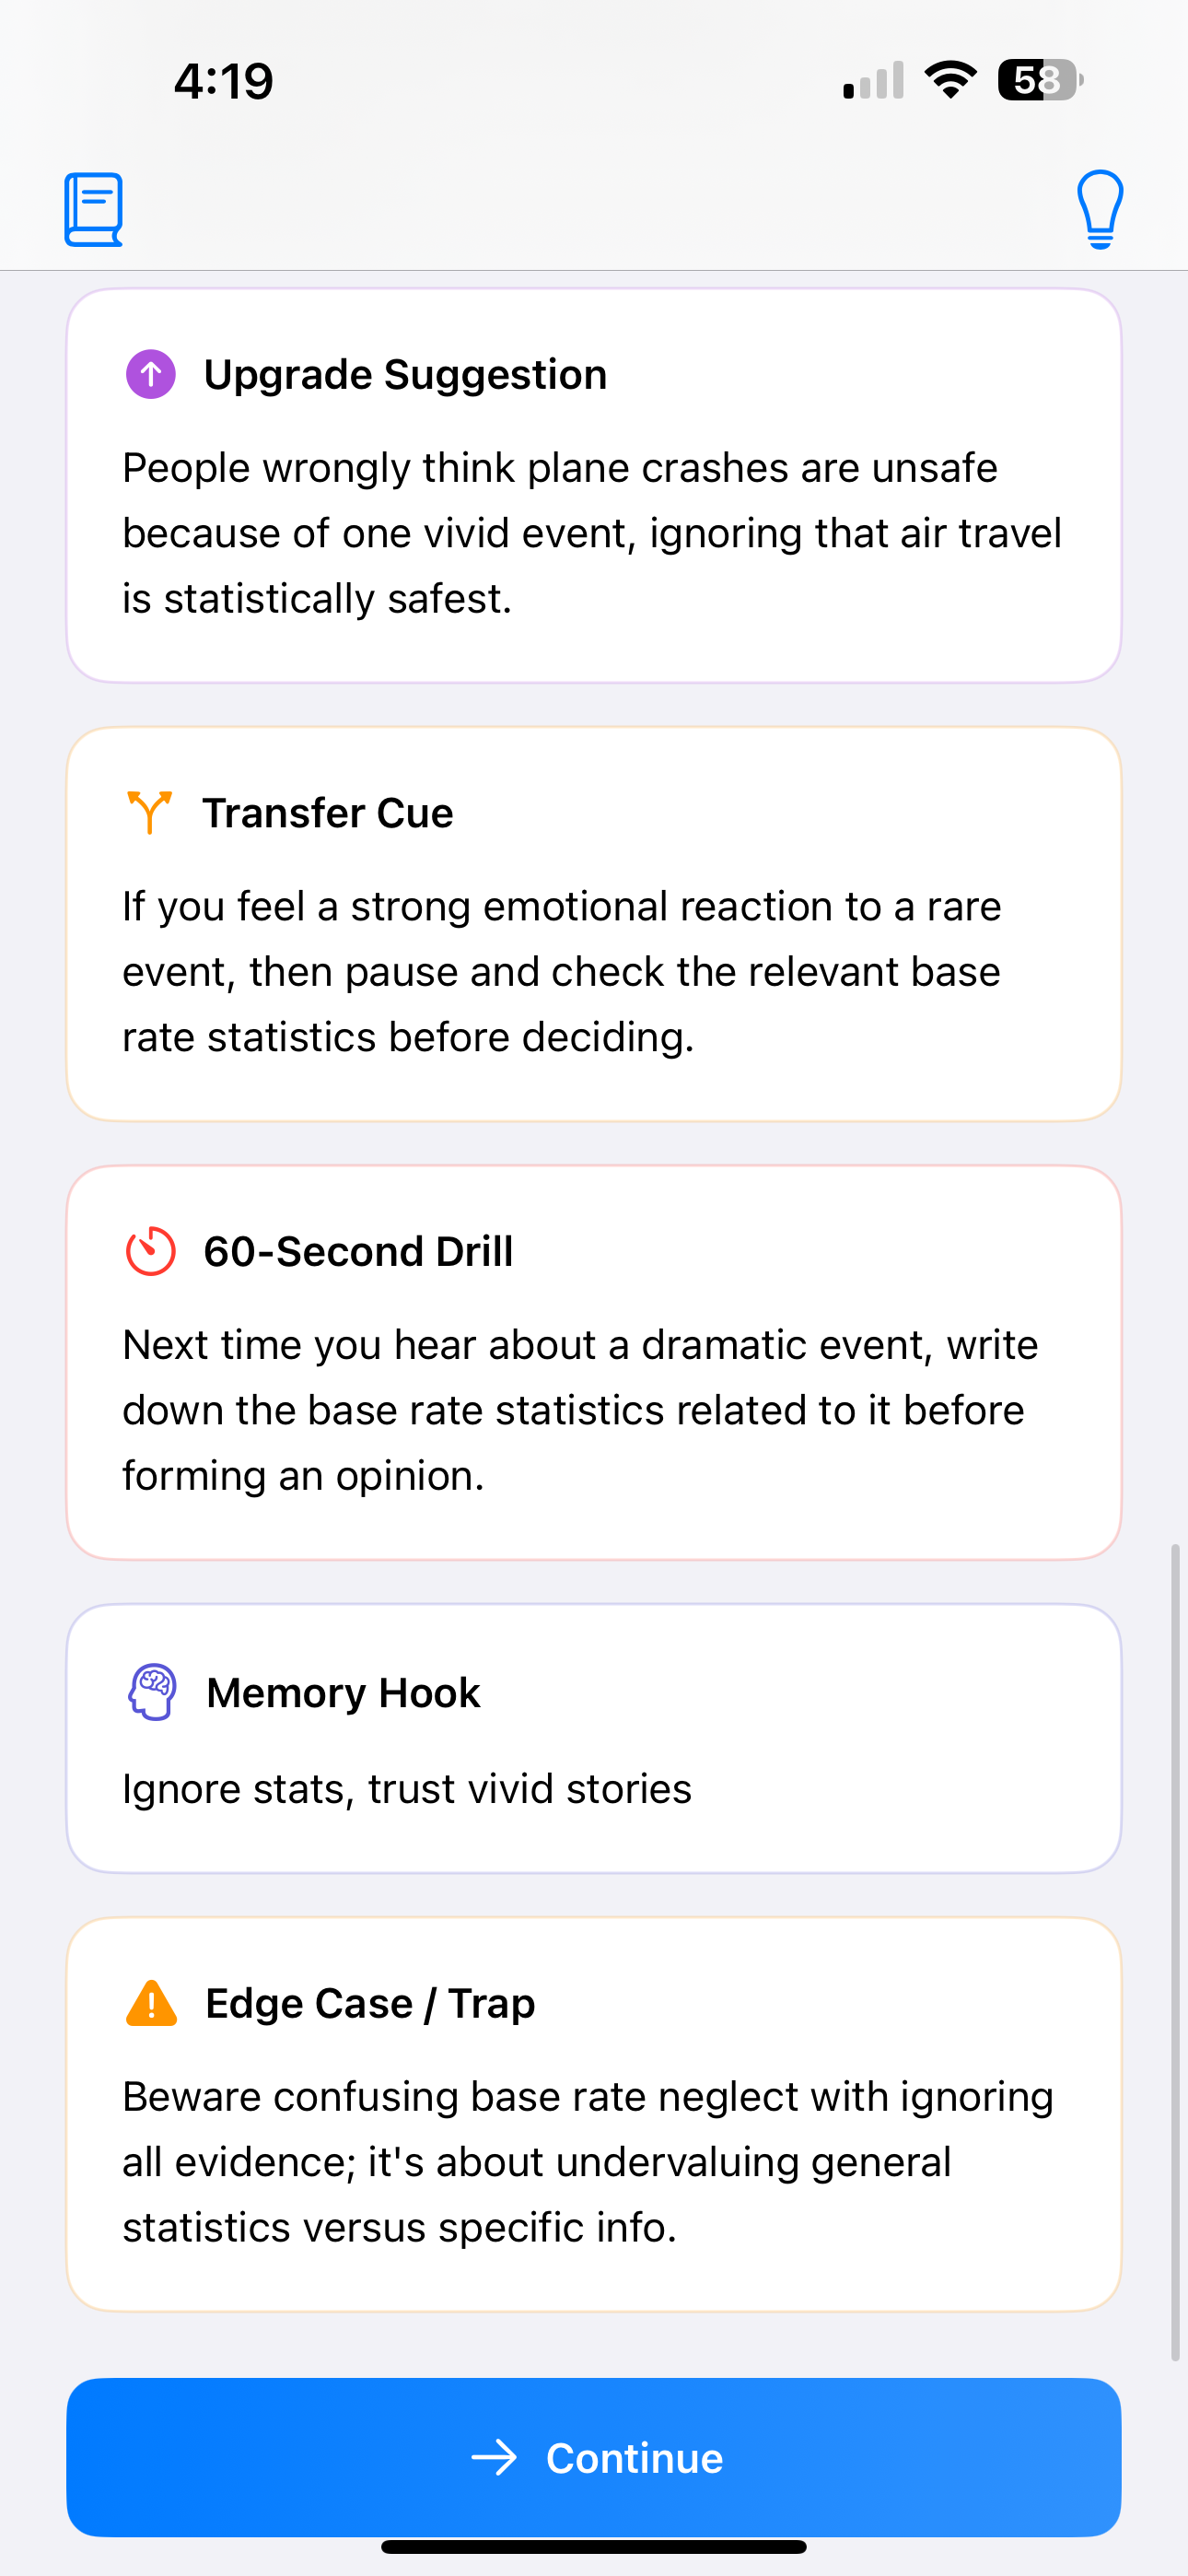 4:19
58
Upgrade Suggestion
People wrongly think plane crashes are unsafe
because of one vivid event, ignoring that air travel
is statistically safest.
Transfer Cue
If you feel a strong emotional reaction to a rare
event, then pause and check the relevant base
rate statistics before deciding.
60-Second Drill
Next time you hear about a dramatic event, write
down the base rate statistics related to it before
forming an opinion.
Memory Hook
Ignore stats, trust vivid stories
Edge Case / Trap
Beware confusing base rate neglect with ignoring
all evidence; it's about undervaluing general
statistics versus specific info.
Continue